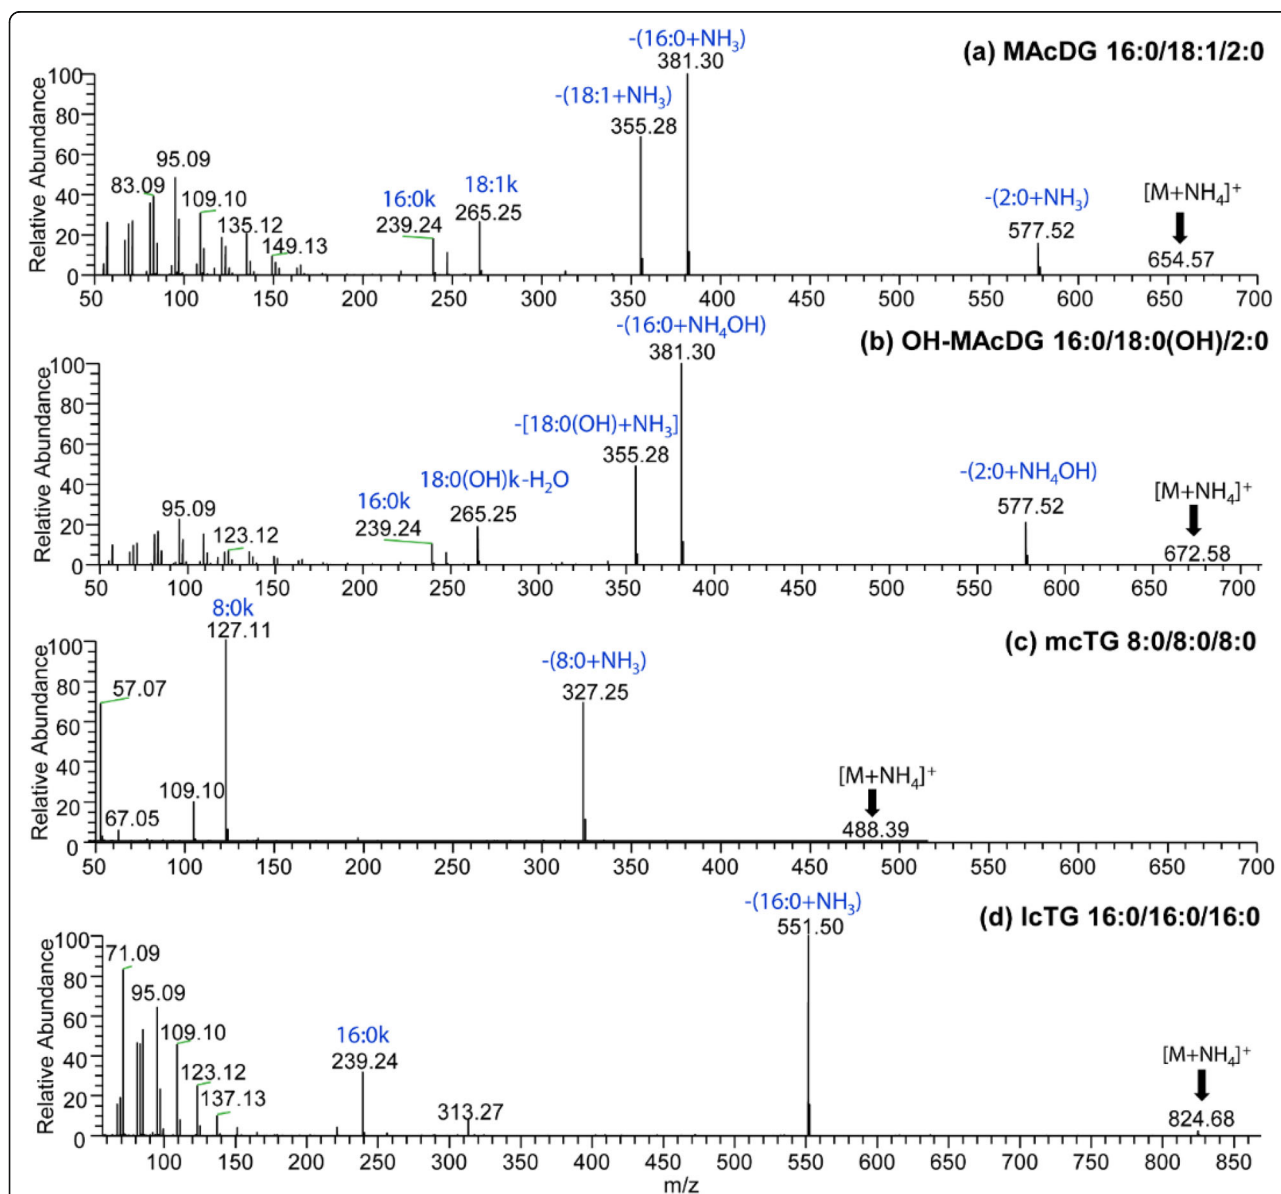 (a) MAcDG 16:0/18:1/2:0
-(16:0+NH₃)
381.30
-(18:1+NH₃)
355.28
95.09
83.09
109.10
135.12
149.13
16:0k
239.24
18:1k
265.25
-(2:0+NH₃)
577.52
[M+NH₄]⁺
654.57
Relative Abundance
100
80
60
40
20
0
50 100 150 200 250 300 350 400 450 500 550 600 650 700
(b) OH-MAcDG 16:0/18:0(OH)/2:0
-(16:0+NH₄OH)
381.30
-[18:0(OH)+NH₃]
355.28
18:0(OH)k-H₂O
265.25
16:0k
239.24
95.09
123.12
-(2:0+NH₄OH)
577.52
[M+NH₄]⁺
672.58
Relative Abundance
100
80
60
40
20
0
50 100 150 200 250 300 350 400 450 500 550 600 650 700
(c) mcTG 8:0/8:0/8:0
8:0k
127.11
57.07
109.10
67.05
-(8:0+NH₃)
327.25
[M+NH₄]⁺
488.39
Relative Abundance
100
80
60
40
20
0
50 100 150 200 250 300 350 400 450 500 550 600 650 700
(d) lcTG 16:0/16:0/16:0
-(16:0+NH₃)
551.50
71.09
95.09
109.10
123.12
137.13
16:0k
239.24
313.27
[M+NH₄]⁺
824.68
Relative Abundance
100
80
60
40
20
0
100 150 200 250 300 350 400 450 500 550 600 650 700 750 800 850
m/z